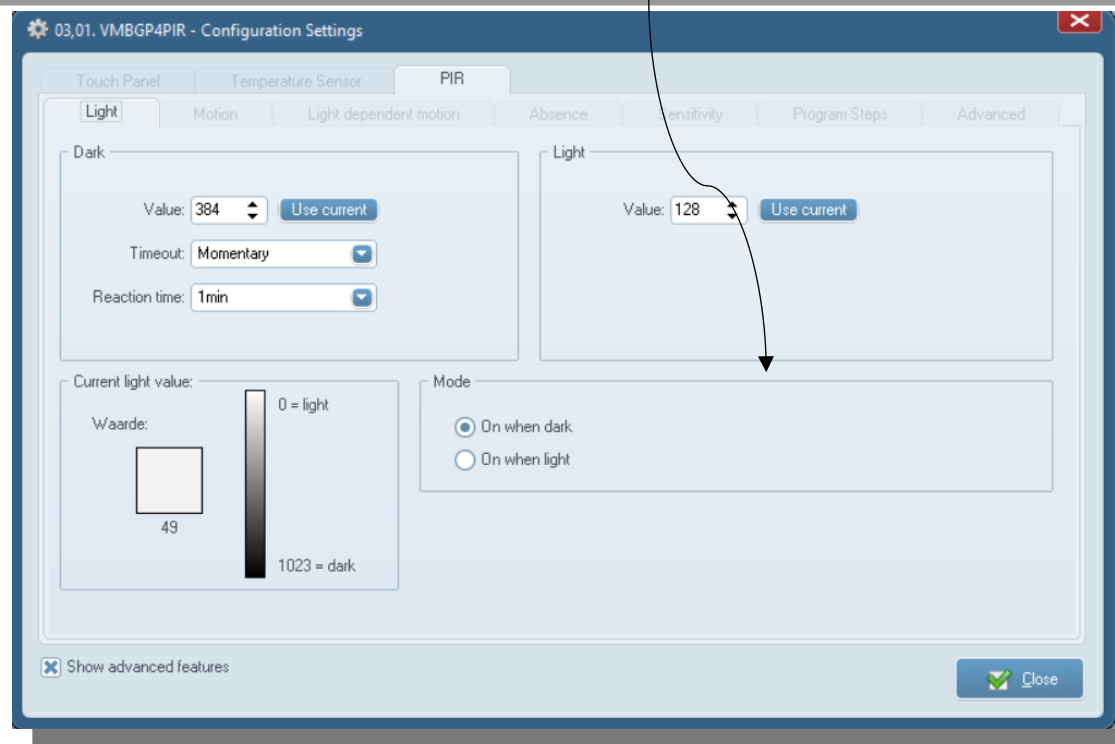 03,01. VMBGP4PIR - Configuration Settings
Touch Panel Temperature Sensor PIR
Light Motion Light dependent motion Absence Sensitivity Program Steps Advanced
Dark
Value: 384 Use current
Timeout: Momentary
Reaction time: 1min
Light
Value: 128 Use current
Current light value:
Waarde:
49
0 = light
1023 = dark
Mode
On when dark
On when light
Show advanced features
Close